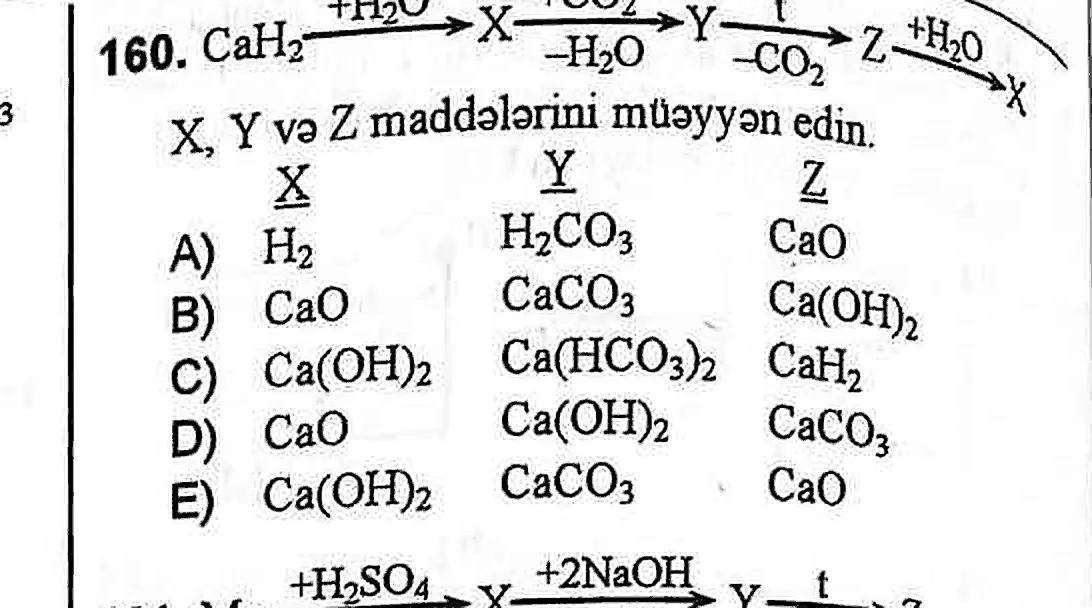 160. CaH₂ +H₂O → X +CO₂ –H₂O → Y t –CO₂ → Z +H₂O → X
3
X, Y və Z maddələrini müəyyən edin.
X Y Z
A) H₂ H₂CO₃ CaO
B) CaO CaCO₃ Ca(OH)₂
C) Ca(OH)₂ Ca(HCO₃)₂ CaH₂
D) CaO Ca(OH)₂ CaCO₃
E) Ca(OH)₂ CaCO₃ CaO
+H₂SO₄ → X +2NaOH → Y t